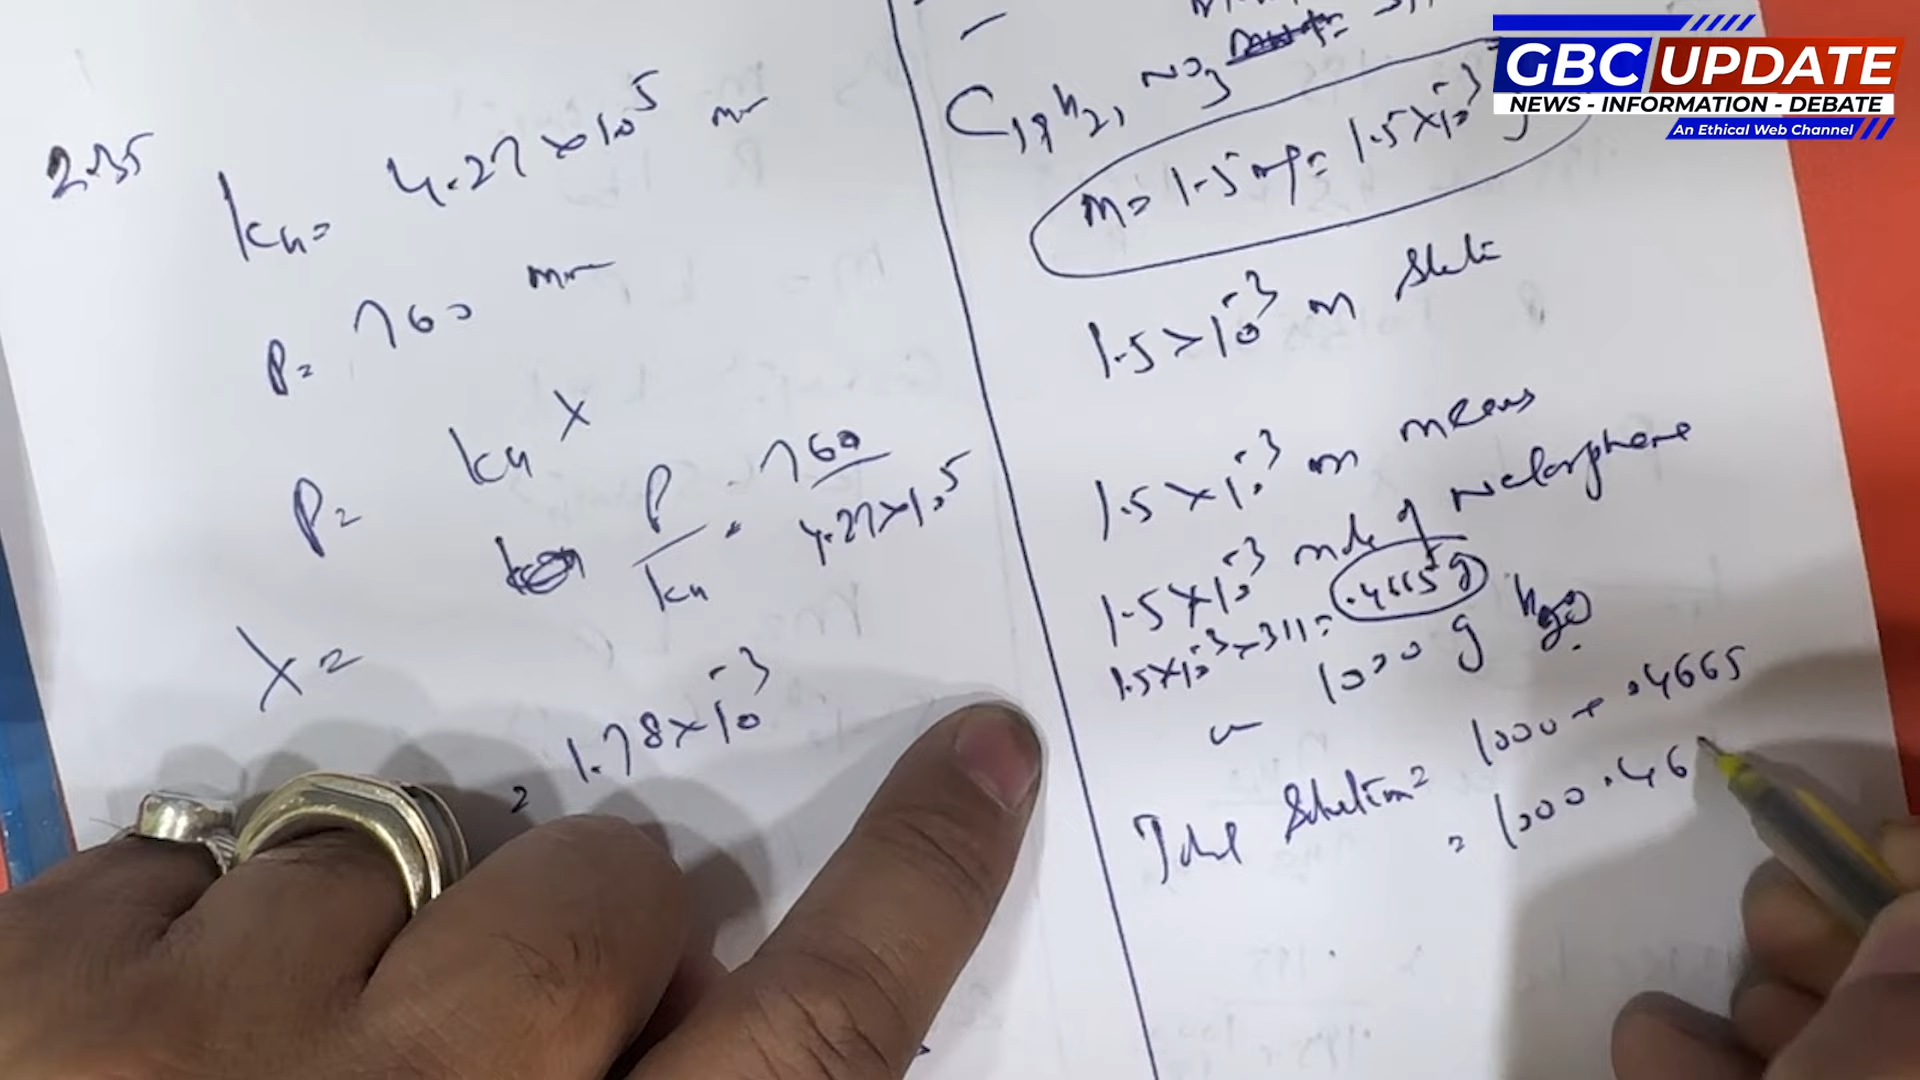 2.35
KH= 4.27×10^5 mm
P= 760 mm
P= KH X
X= P/KH = 760/4.27×10^5
= 1.78×10^-3
C19H21NO3
m= 1.5 mg= 1.5×10^-3 g
1.5×10^-3 m
1.5×10^-3 m means
1.5×10^-3 mole of
1.5×10^-3×311= .4665g
1000 g H2O
Total Solution= 1000+.4665
= 1000.46
GBC UPDATE
NEWS - INFORMATION - DEBATE
An Ethical Web Channel